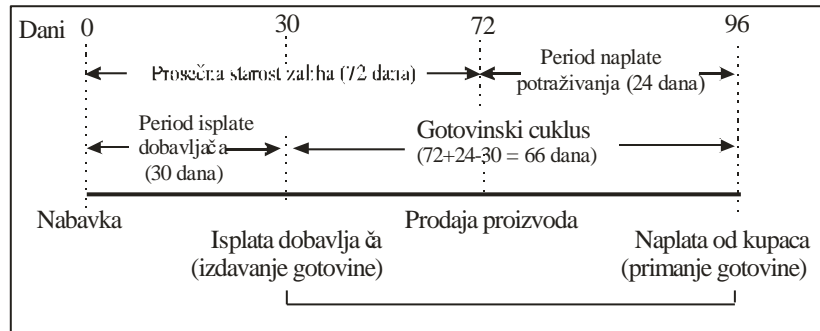 Dani 0 30 72 96
Prosečna starost zaliha (72 dana)
Period naplate
potraživanja (24 dana)
Period isplate
dobavljača
(30 dana)
Gotovinski cuklus
(72+24-30 = 66 dana)
Nabavka
Prodaja proizvoda
Isplata dobavljača
(izdavanje gotovine)
Naplata od kupaca
(primanje gotovine)